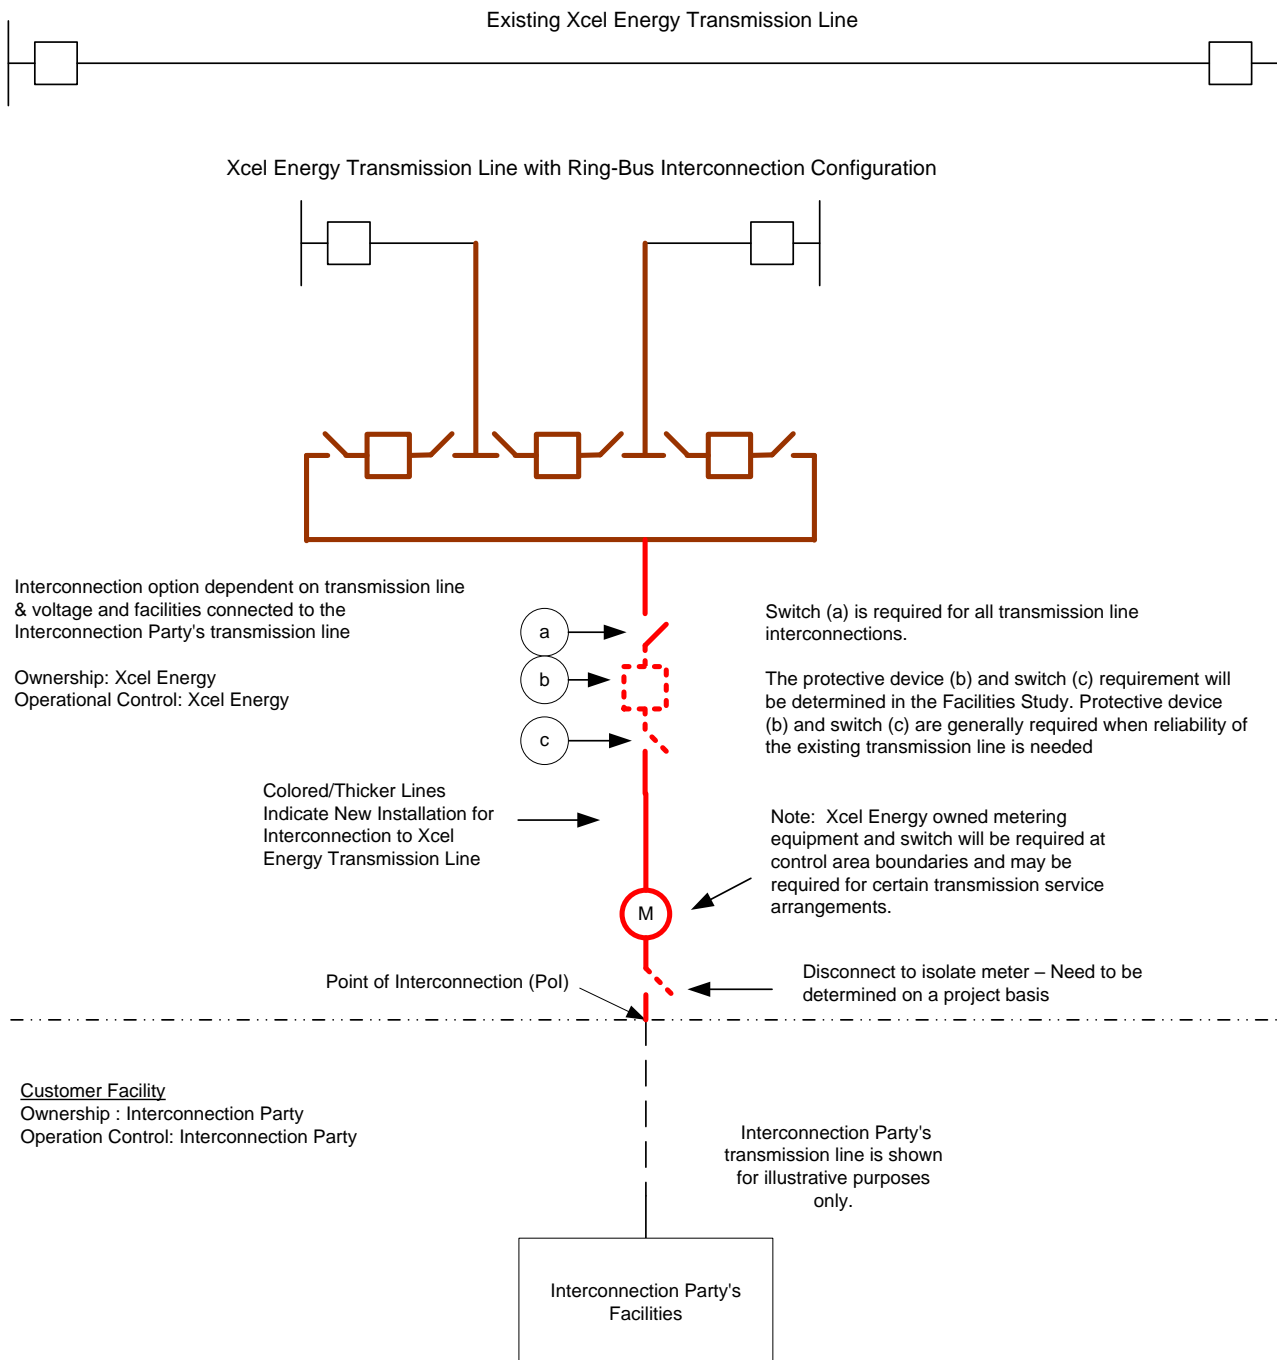 Existing Xcel Energy Transmission Line
Xcel Energy Transmission Line with Ring-Bus Interconnection Configuration
Interconnection option dependent on transmission line
& voltage and facilities connected to the
Interconnection Party's transmission line
Ownership: Xcel Energy
Operational Control: Xcel Energy
a
b
c
Switch (a) is required for all transmission line
interconnections.
The protective device (b) and switch (c) requirement will
be determined in the Facilities Study. Protective device
(b) and switch (c) are generally required when reliability of
the existing transmission line is needed
Colored/Thicker Lines
Indicate New Installation for
Interconnection to Xcel
Energy Transmission Line
Note:  Xcel Energy owned metering
equipment and switch will be required at
control area boundaries and may be
required for certain transmission service
arrangements.
M
Point of Interconnection (PoI)
Disconnect to isolate meter – Need to be
determined on a project basis
Customer Facility
Ownership : Interconnection Party
Operation Control: Interconnection Party
Interconnection Party's
transmission line is shown
for illustrative purposes
only.
Interconnection Party's
Facilities